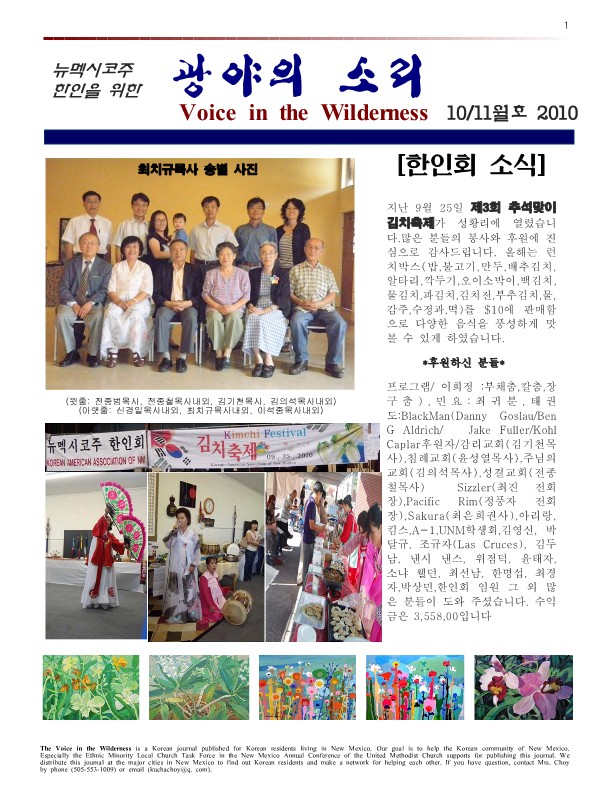 1
뉴멕시코주
한인을 위한
광야의 소리
Voice in the Wilderness 10/11월호 2010
최치규목사 송별 사진
(윗줄: 전종범목사, 전종철목사내외, 김기천목사, 김의석목사내외)
(아랫줄: 신경일목사내외, 최치규목사내외, 이석종목사내외)
뉴멕시코주 한인회
KOREAN AMERICAN ASSOCIATION OF NM
Kimchi Festival
김치축제
09 . 25 . 2010
Korean American Association of New Mexico
[한인회 소식]
지난 9월 25일 제3회 추석맞이
김치축제가 성황리에 열렸습니
다.많은 분들의 봉사와 후원에 진
심으로 감사드립니다. 올해는 런
치박스(밥,불고기,만두,배추김치,
알타리,깍두기,오이소박이,백김치,
물김치,파김치,김치전,부추김치,물,
감주,수정과,떡)를 $10에 판매함
으로 다양한 음식을 풍성하게 맛
볼 수 있게 하였습니다.
*후원하신 분들*
프로그램/ 이희정 :부채춤,칼춤,장
구춤), 민요:최귀분,태권
도:BlackMan(Danny Goslau/Ben
G Aldrich/ Jake Fuller/Kohl
Caplar후원자/감리교회(김기천목
사),침례교회(윤성열목사),주님의
교회(김의석목사),성결교회(전종
철목사) Sizzler(최진 전회
장),Pacific Rim(정풍자 전회
장),Sakura(최은희권사),아리랑,
킴스,A-1,UNM학생회,김영신, 박
달규, 조규자(Las Cruces), 김두
남, 낸시 낸스, 위점덕, 윤태자,
소냐 헬턴, 최선남, 한명섭, 최경
자,박상민,한인회 임원 그 외 많
은 분들이 도와 주셨습니다. 수익
금은 3,558,00입니다
The Voice in the Wilderness is a Korean journal published for Korean residents living in New Mexico. Our goal is to help the Korean community of New Mexico.
Especially the Ethnic Minority Local Church Task Force in the New Mexico Annual Conference of the United Methodist Church supports for publishing this journal. We
distribute this journal at the major cities in New Mexico to find out Korean residents and make a network for helping each other. If you have question, contact Mrs. Choy
by phone (505-553-1009) or email (kuchachoy@q. com).